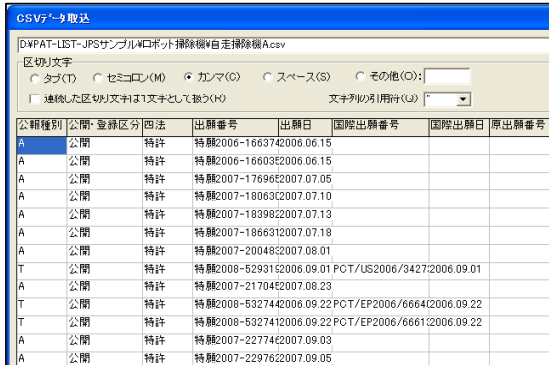 CSVﾃﾞｰﾀ取込
D:¥PAT-LIST-JPSサンプル¥ロボット掃除機¥自走掃除機A.csv
区切り文字
タブ(T) セミコロン(M) カンマ(C) スペース(S) その他(O):
連続した区切り文字は1文字として扱う(R) 文字列の引用符(U) "
公報種別 公開・登録区分 四法 出願番号 出願日 国際出願番号 国際出願日 原出願番号
A 公開 特許 特願2006-166374 2006.06.15
A 公開 特許 特願2006-166035 2006.06.15
A 公開 特許 特願2007-176965 2007.07.05
A 公開 特許 特願2007-180630 2007.07.10
A 公開 特許 特願2007-183982 2007.07.13
A 公開 特許 特願2007-186631 2007.07.18
A 公開 特許 特願2007-200483 2007.08.01
T 公開 特許 特願2008-529319 2006.09.01 PCT/US2006/3427 2006.09.01
A 公開 特許 特願2007-217045 2007.08.23
T 公開 特許 特願2008-532744 2006.09.22 PCT/EP2006/6664 2006.09.22
T 公開 特許 特願2008-532741 2006.09.22 PCT/EP2006/6661 2006.09.22
A 公開 特許 特願2007-227746 2007.09.03
A 公開 特許 特願2007-229762 2007.09.05